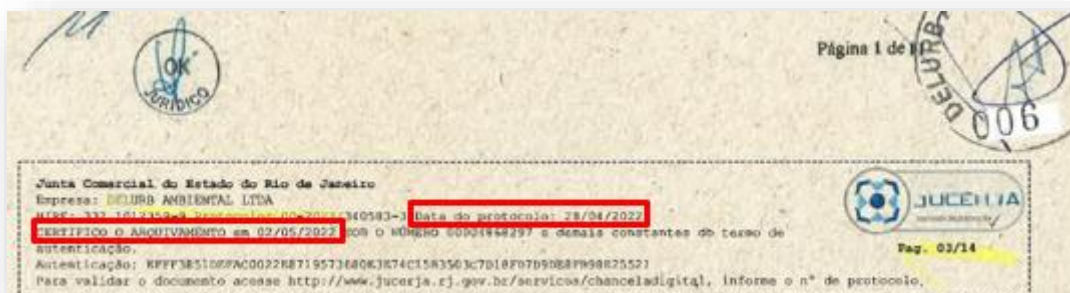 Página 1 de
OK
JURÍDICO
DELURB
006
Junta Comercial do Estado do Rio de Janeiro
Empresa: DELURB AMBIENTAL LTDA
Data do protocolo: 28/04/2022
CERTIFICO O ARQUIVAMENTO em 02/05/2022 SOB O NÚMERO e demais constantes do termo de
autenticação.
Autenticação:
Para validar o documento acesse http://www.jucerja.rj.gov.br/servicos/chanceladigital, informe o nº de protocolo.
JUCERJA
Pag. 03/14